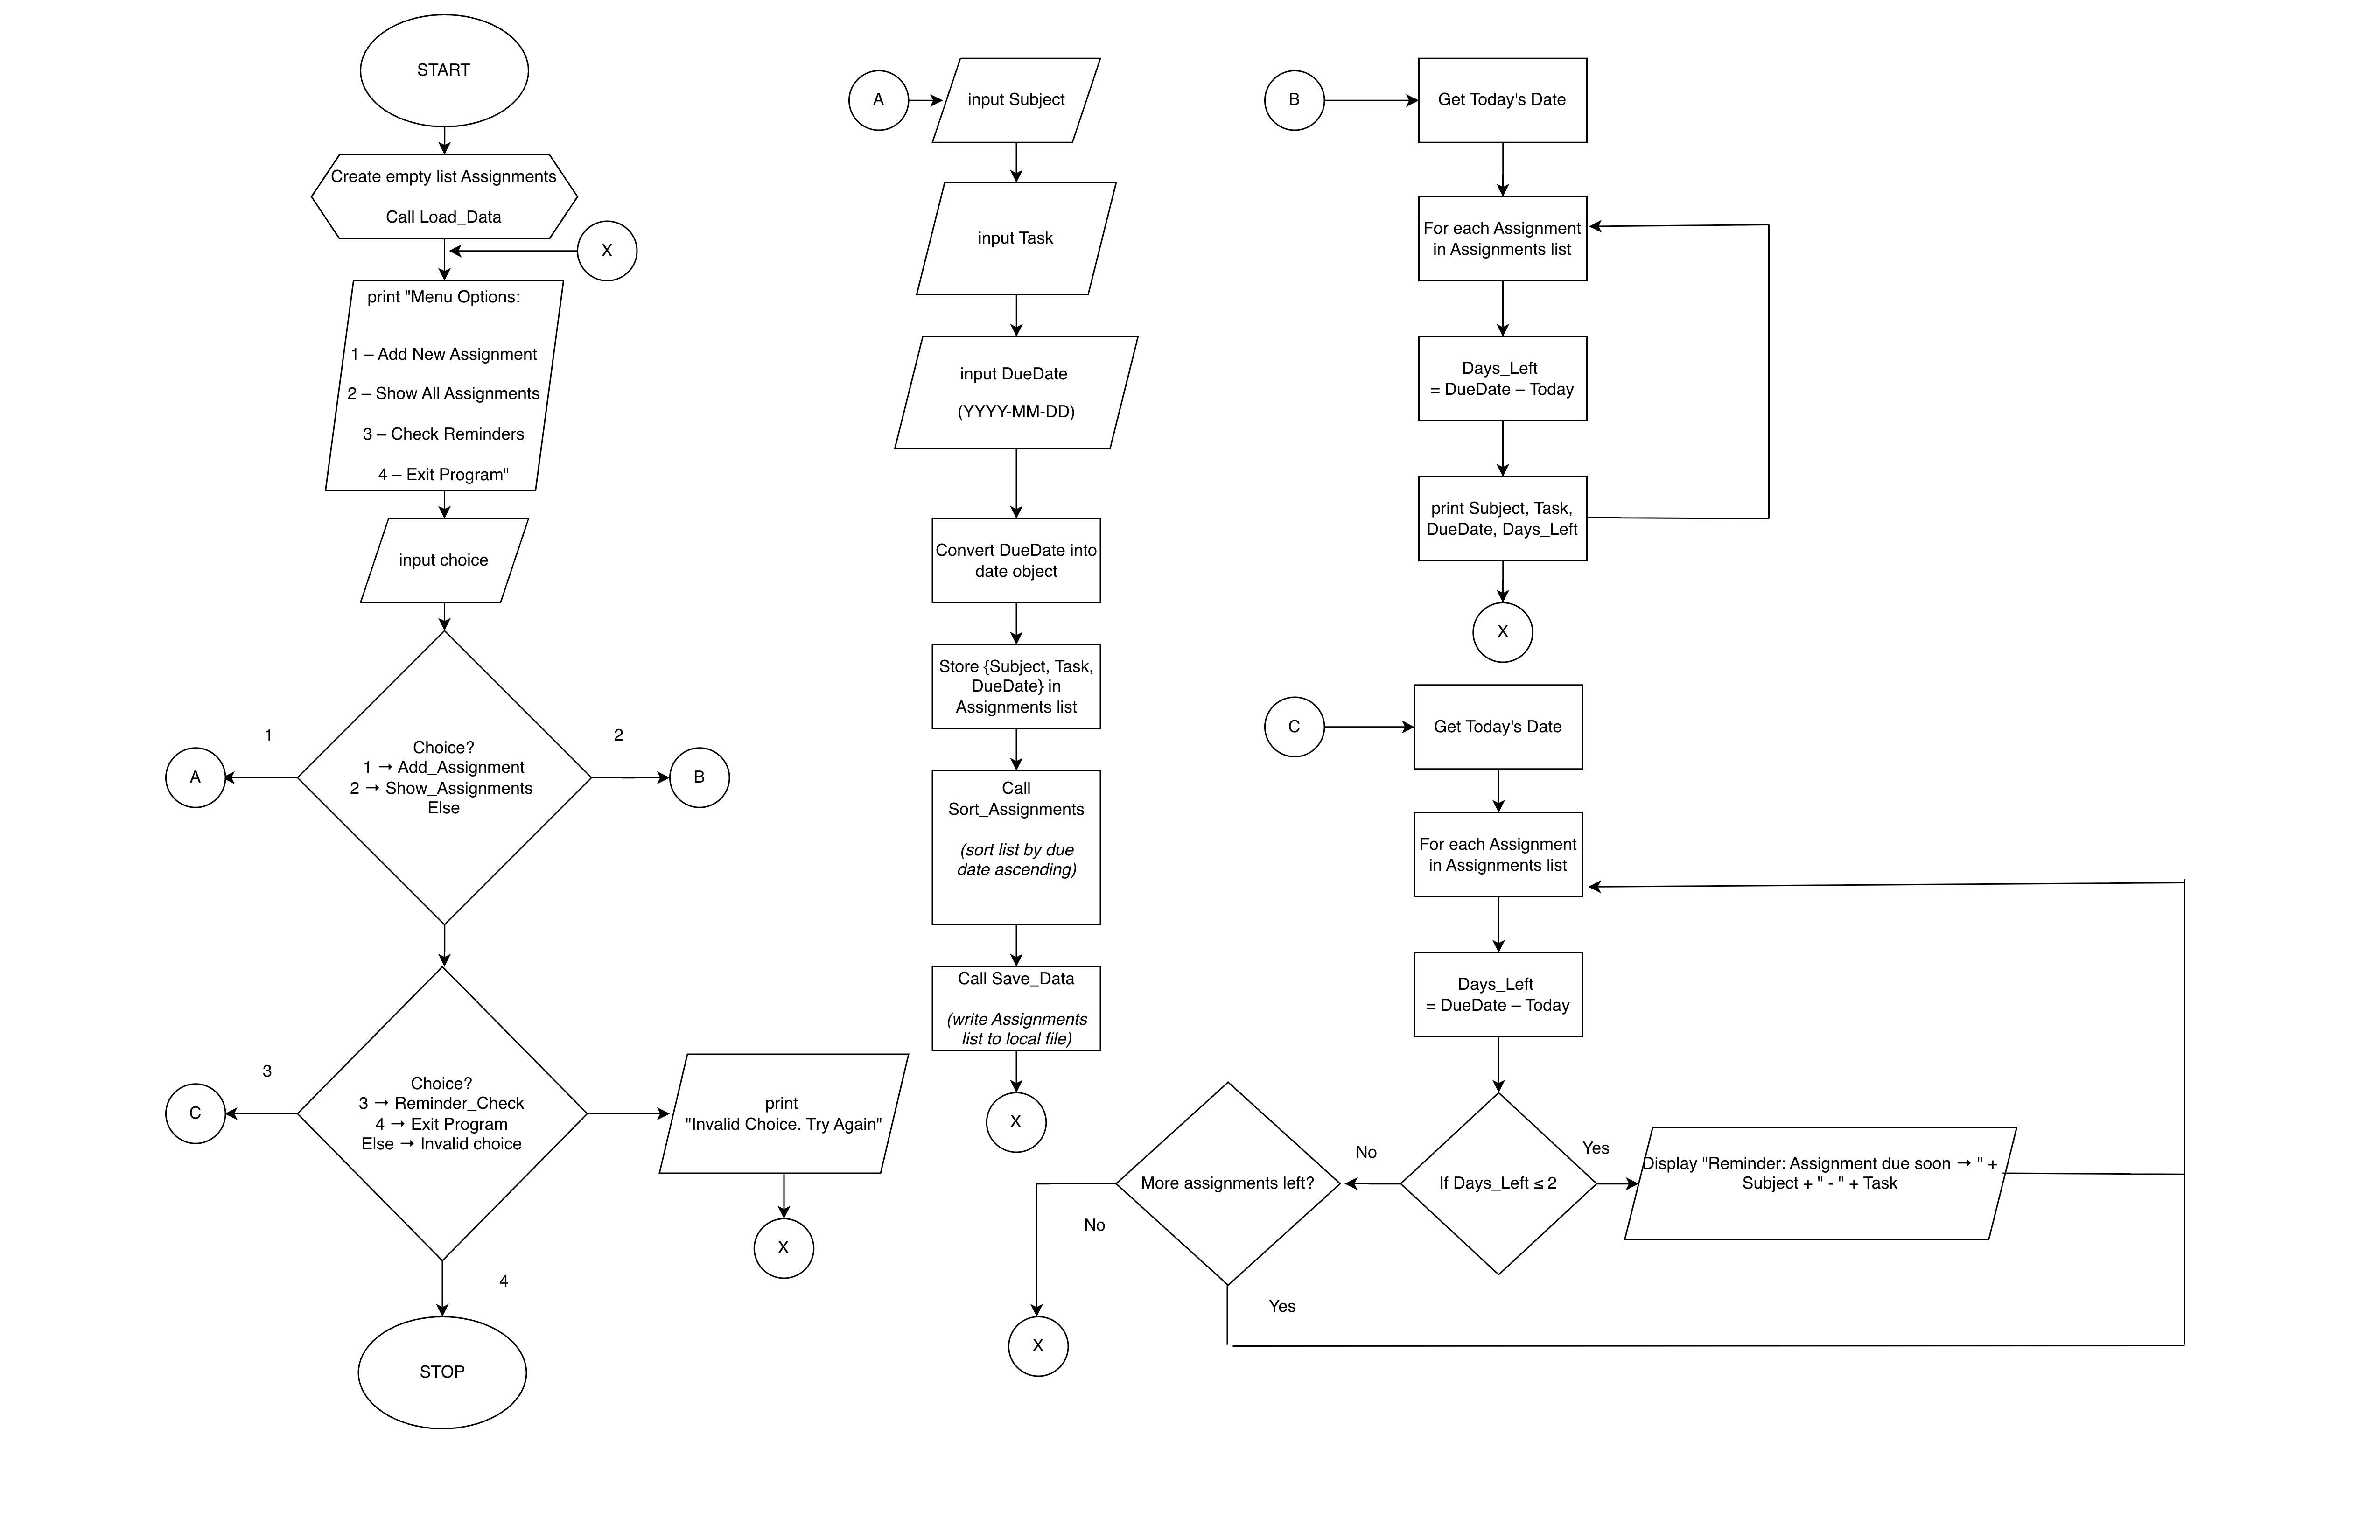 START
Create empty list Assignments
Call Load_Data
X
print "Menu Options:
1 – Add New Assignment
2 – Show All Assignments
3 – Check Reminders
4 – Exit Program"
input choice
1
2
Choice?
1 → Add_Assignment
2 → Show_Assignments
Else
A
B
3
Choice?
3 → Reminder_Check
4 → Exit Program
Else → Invalid choice
C
print
"Invalid Choice. Try Again"
X
4
STOP
A
input Subject
input Task
input DueDate
(YYYY-MM-DD)
Convert DueDate into
date object
Store {Subject, Task,
DueDate} in
Assignments list
Call
Sort_Assignments
(sort list by due
date ascending)
Call Save_Data
(write Assignments
list to local file)
X
B
Get Today's Date
For each Assignment
in Assignments list
Days_Left
= DueDate – Today
print Subject, Task,
DueDate, Days_Left
X
C
Get Today's Date
For each Assignment
in Assignments list
Days_Left
= DueDate – Today
If Days_Left ≤ 2
Yes
Display "Reminder: Assignment due soon → " +
Subject + " - " + Task
No
More assignments left?
No
Yes
X